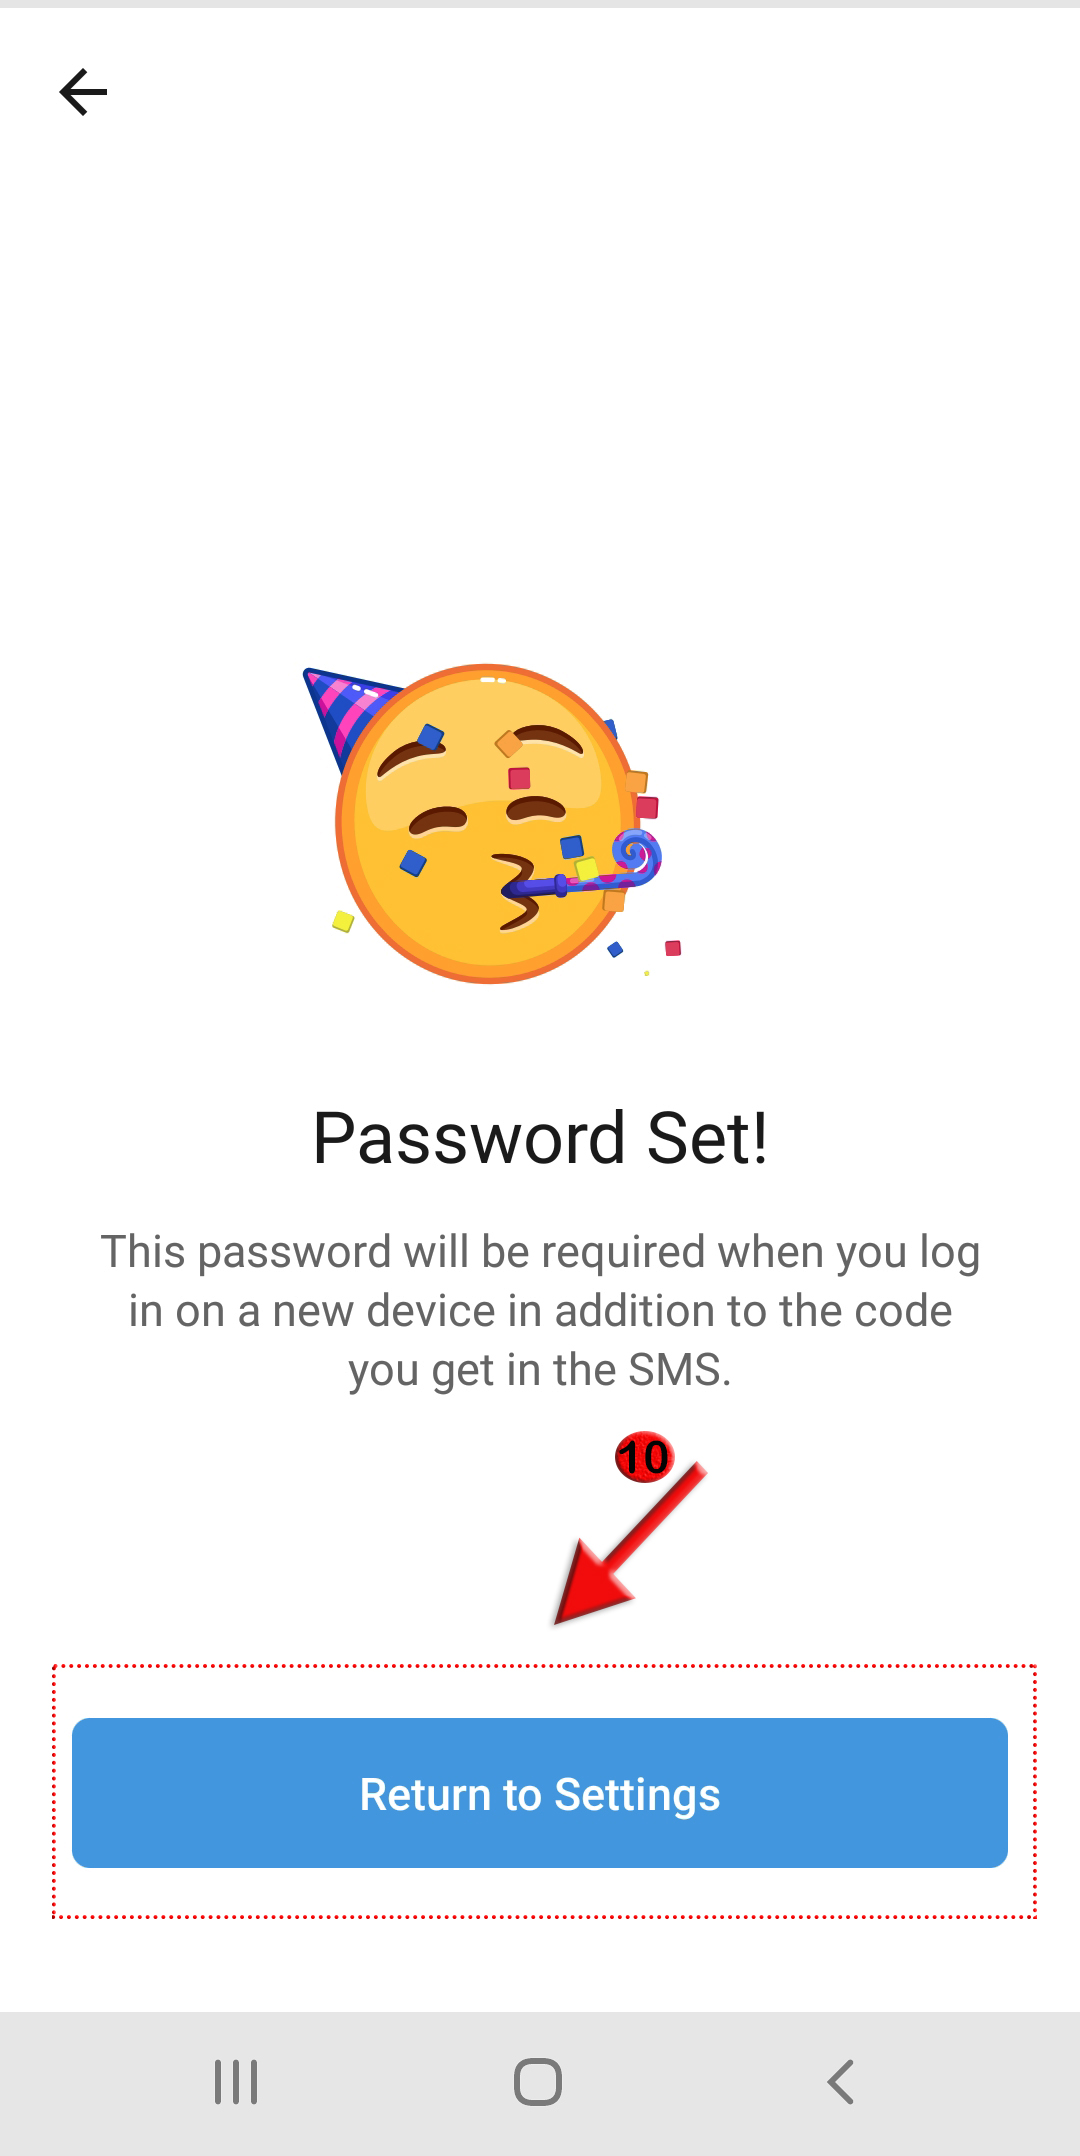 Password Set!
This password will be required when you log
in on a new device in addition to the code
you get in the SMS.
10
Return to Settings